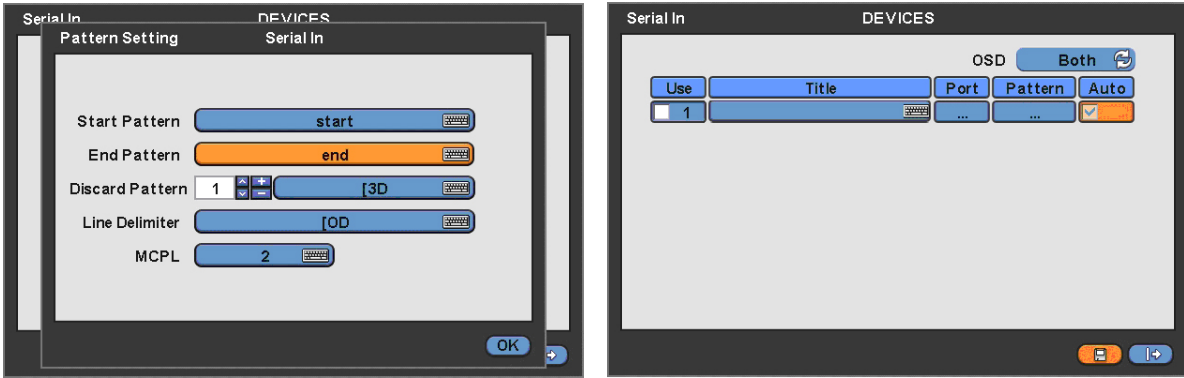 Serial In DEVICES
Pattern Setting Serial In
Start Pattern start
End Pattern end
Discard Pattern 1 [3D
Line Delimiter [OD
MCPL 2
OK
Serial In DEVICES
OSD Both
Use Title Port Pattern Auto
1 ... ...